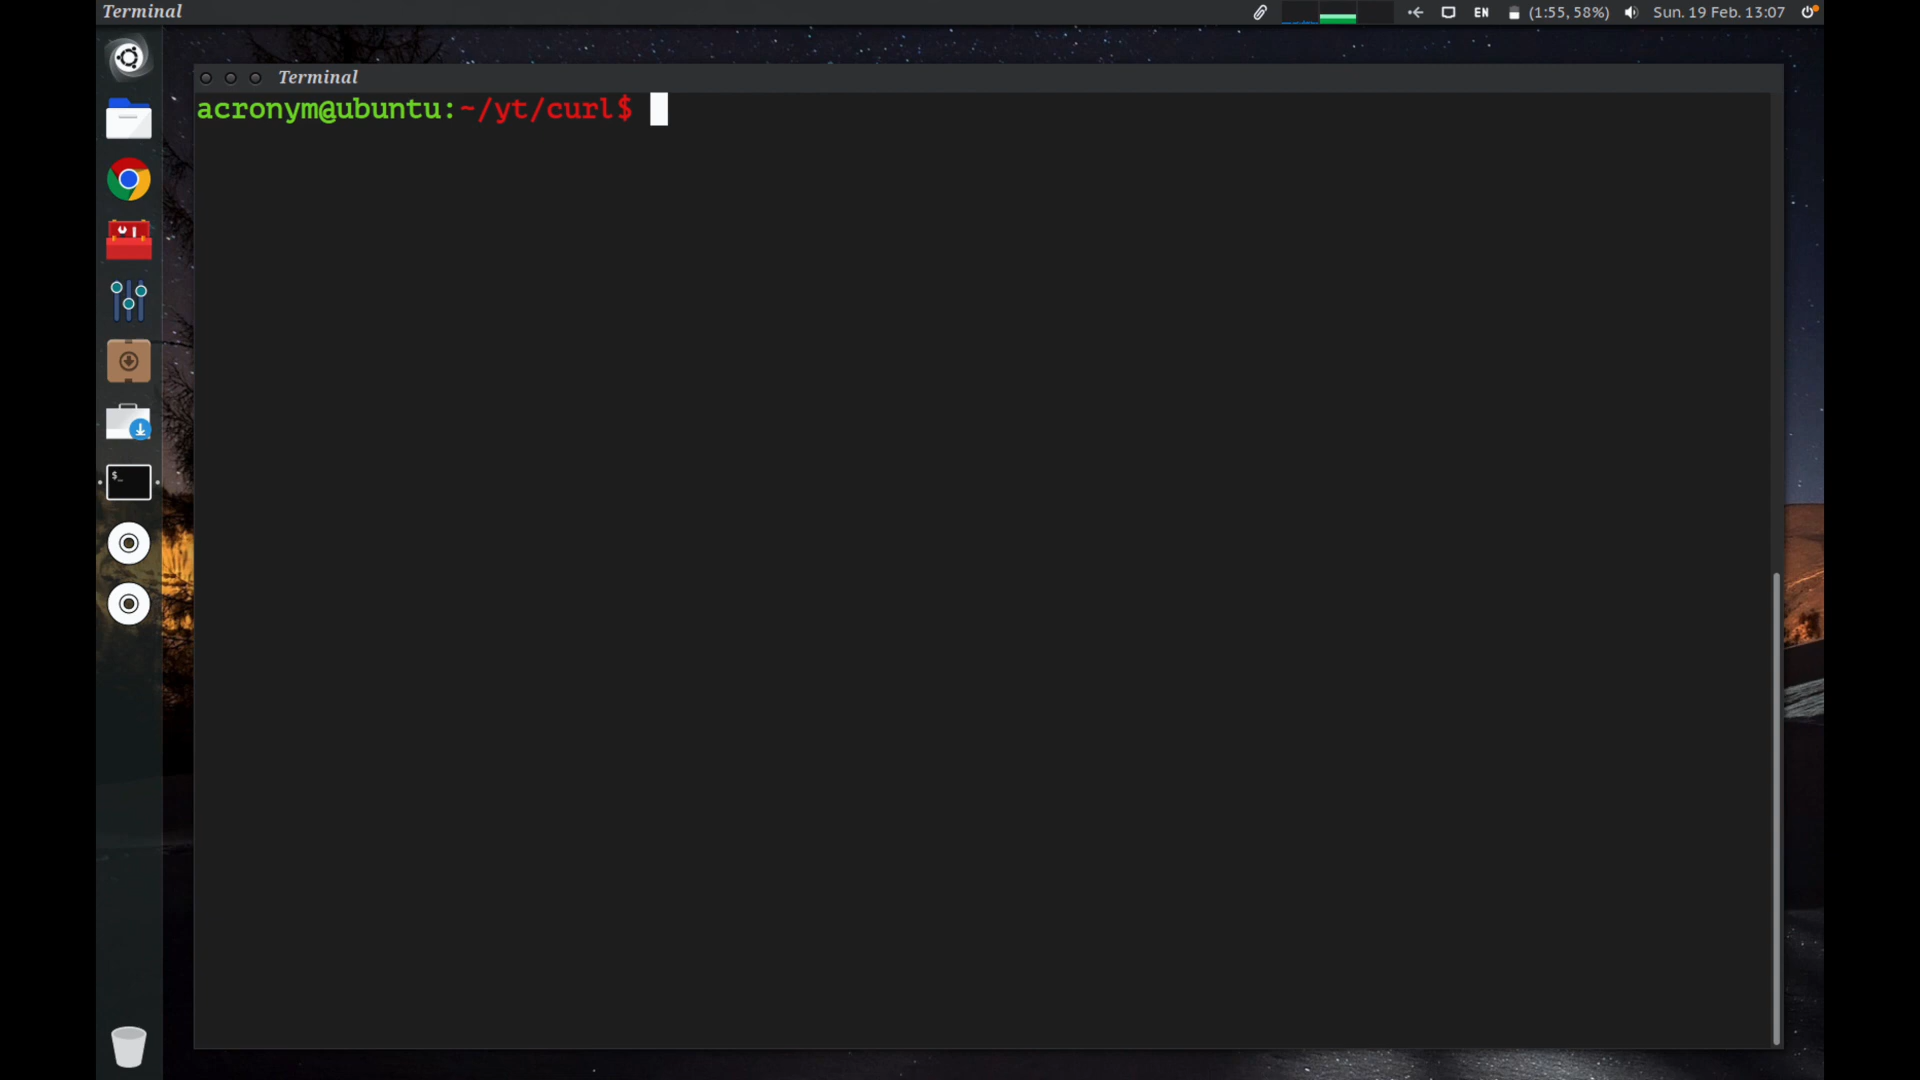 Terminal
EN (1:55, 58%) Sun. 19 Feb. 13:07
Terminal
acronym@ubuntu:~/yt/curl$
$_